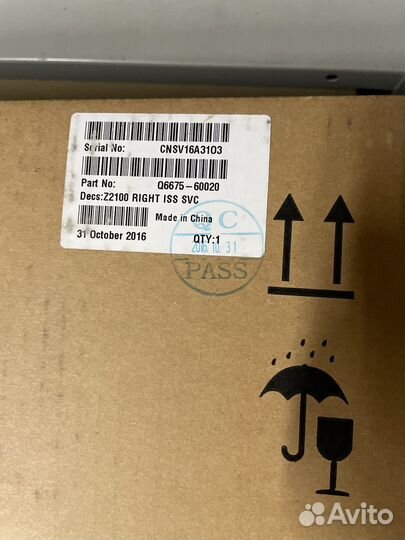 Serial No: CNSV16A31O3
Part No: Q6675-60020
Decs:Z2100 RIGHT ISS SVC
Made in China
31 October 2016 QTY:1
QC
2016.10.31
PASS
Avito